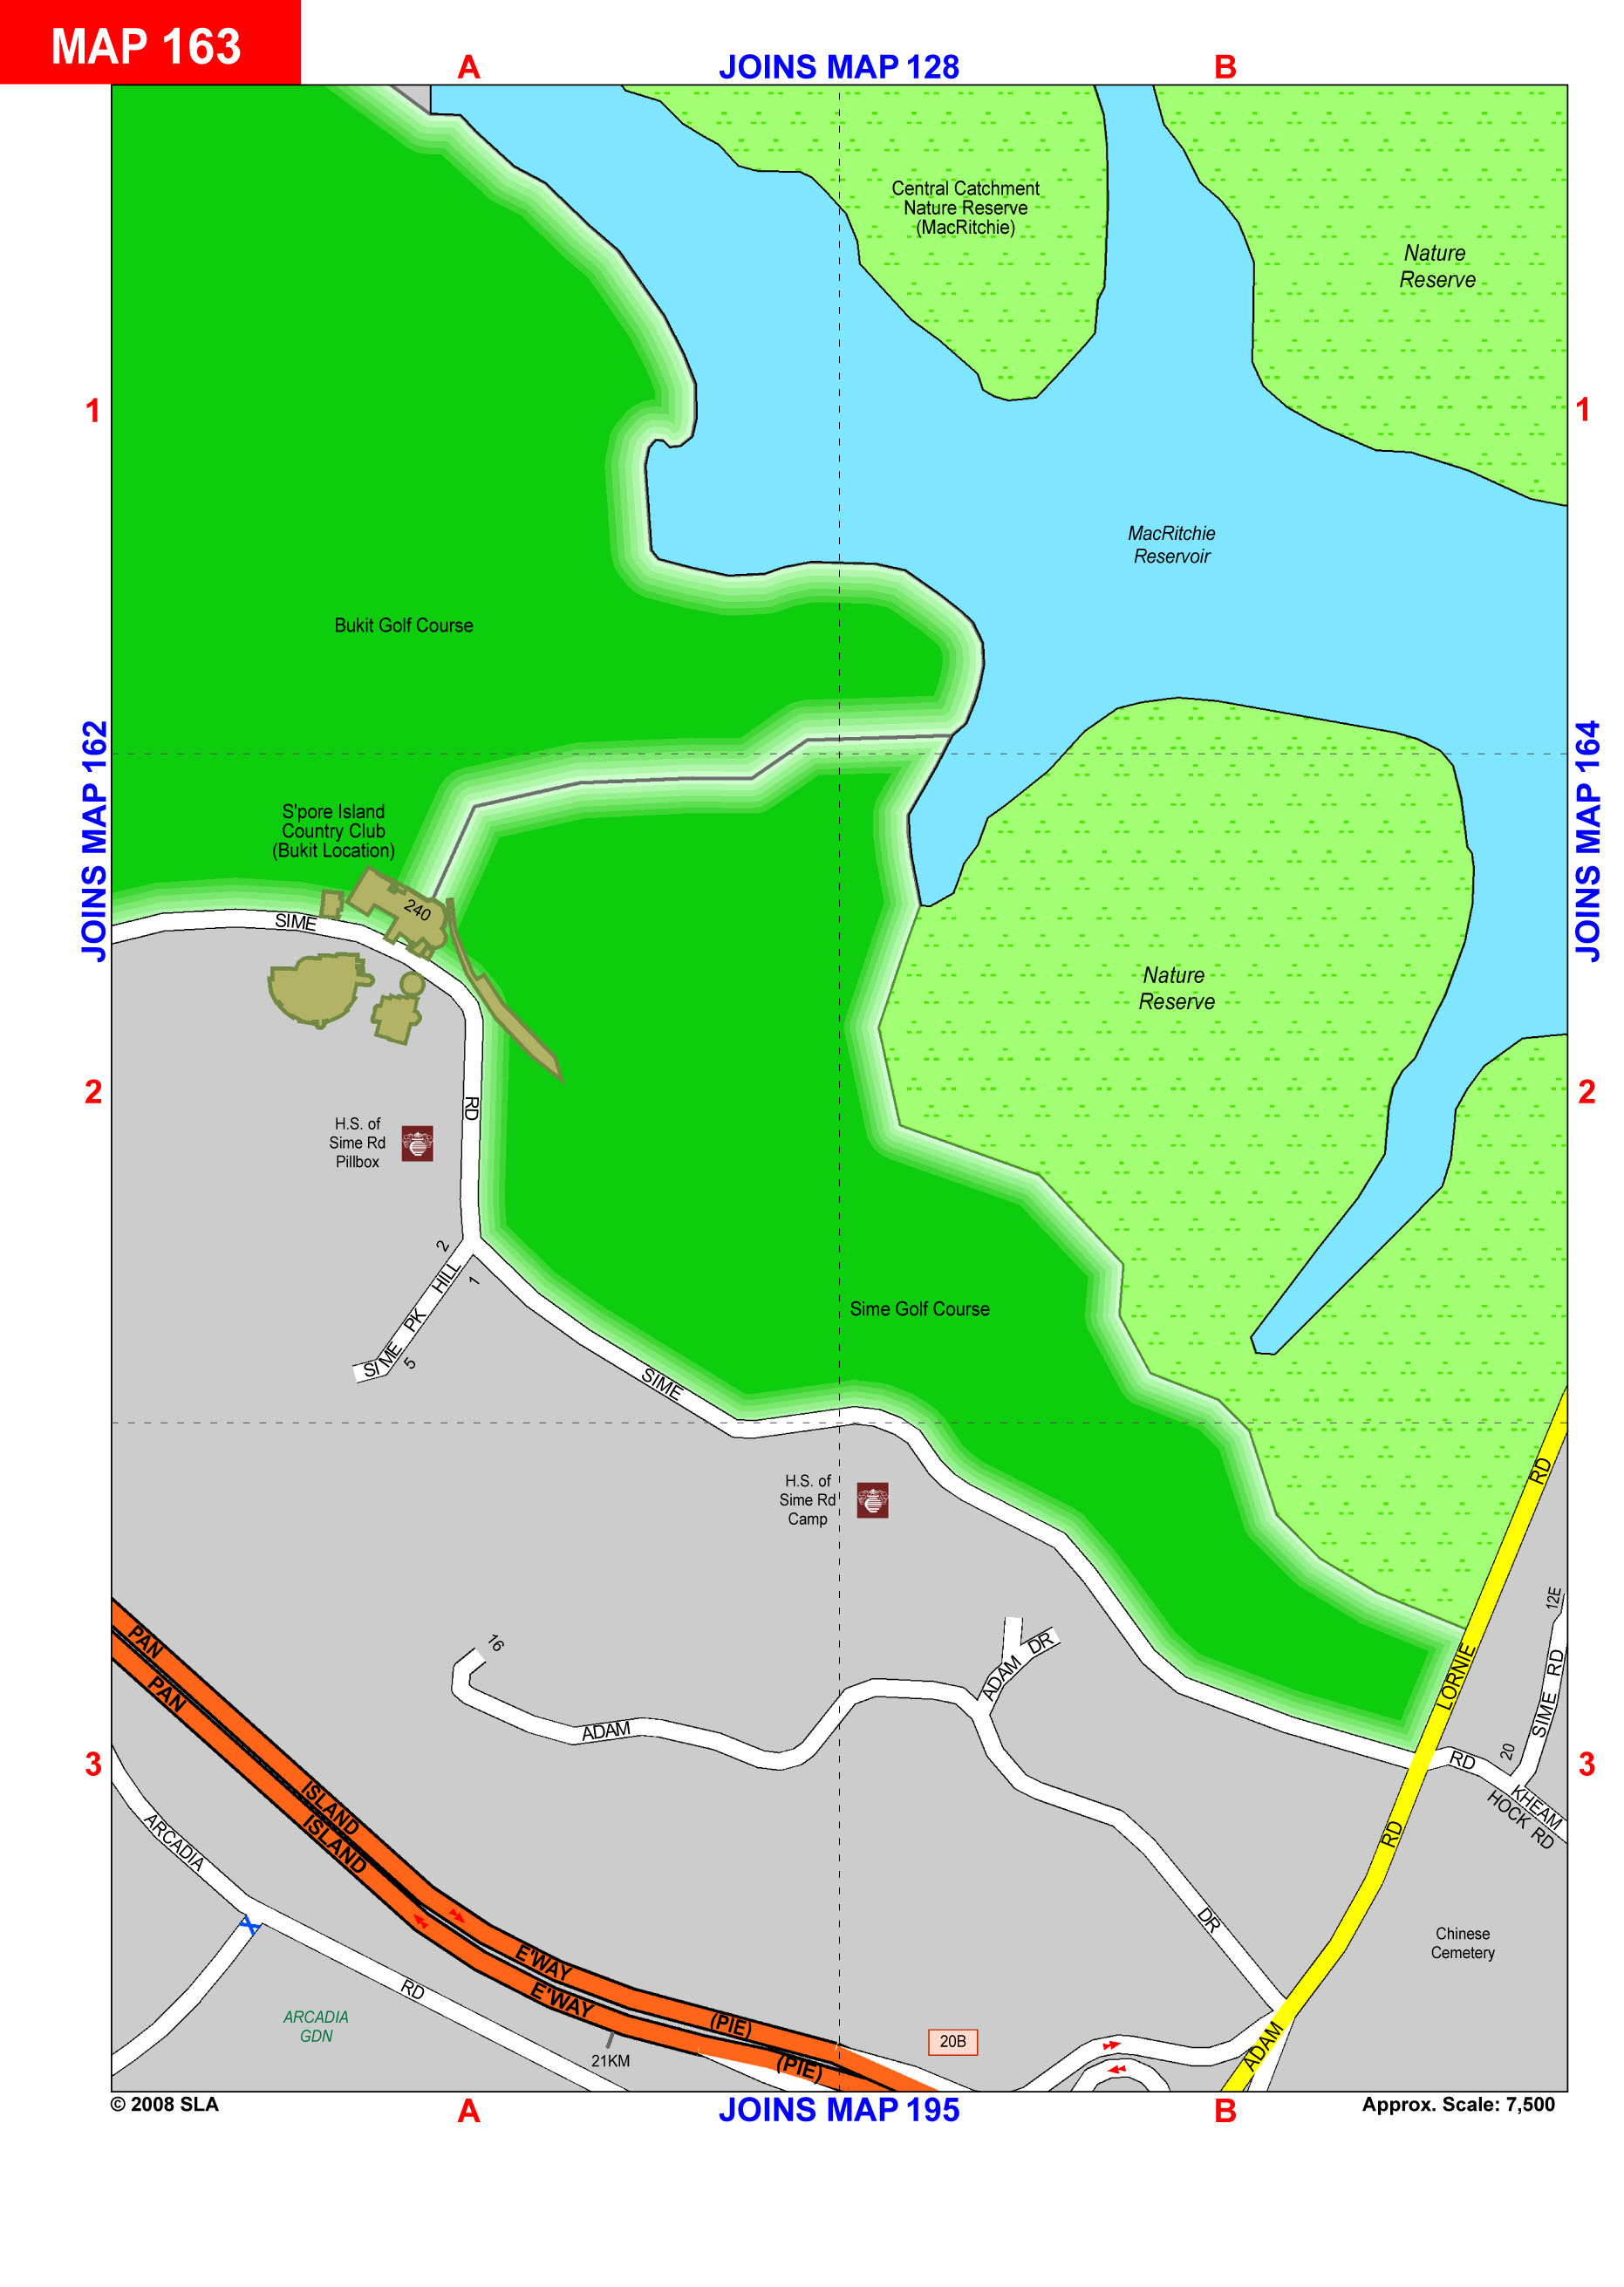 MAP 163
A
JOINS MAP 128
B
Central Catchment
Nature Reserve
(MacRitchie)
Nature
Reserve
1
1
MacRitchie
Reservoir
Bukit Golf Course
JOINS MAP 162
JOINS MAP 164
S'pore Island
Country Club
(Bukit Location)
240
SIME
Nature
Reserve
2
2
RD
H.S. of
Sime Rd
Pillbox
2
1
SIME PK HILL
5
Sime Golf Course
SIME
RD
H.S. of
Sime Rd
Camp
12E
16
ADAM DR
LORNIE
SIME RD
ADAM
PAN
PAN
20
3
3
RD
KHEAM
HOCK RD
ISLAND
ISLAND
RD
ARCADIA
DR
Chinese
Cemetery
E'WAY
E'WAY
RD
ARCADIA
GDN
(PIE)
(PIE)
20B
21KM
ADAM
© 2008 SLA
A
JOINS MAP 195
B
Approx. Scale: 7,500